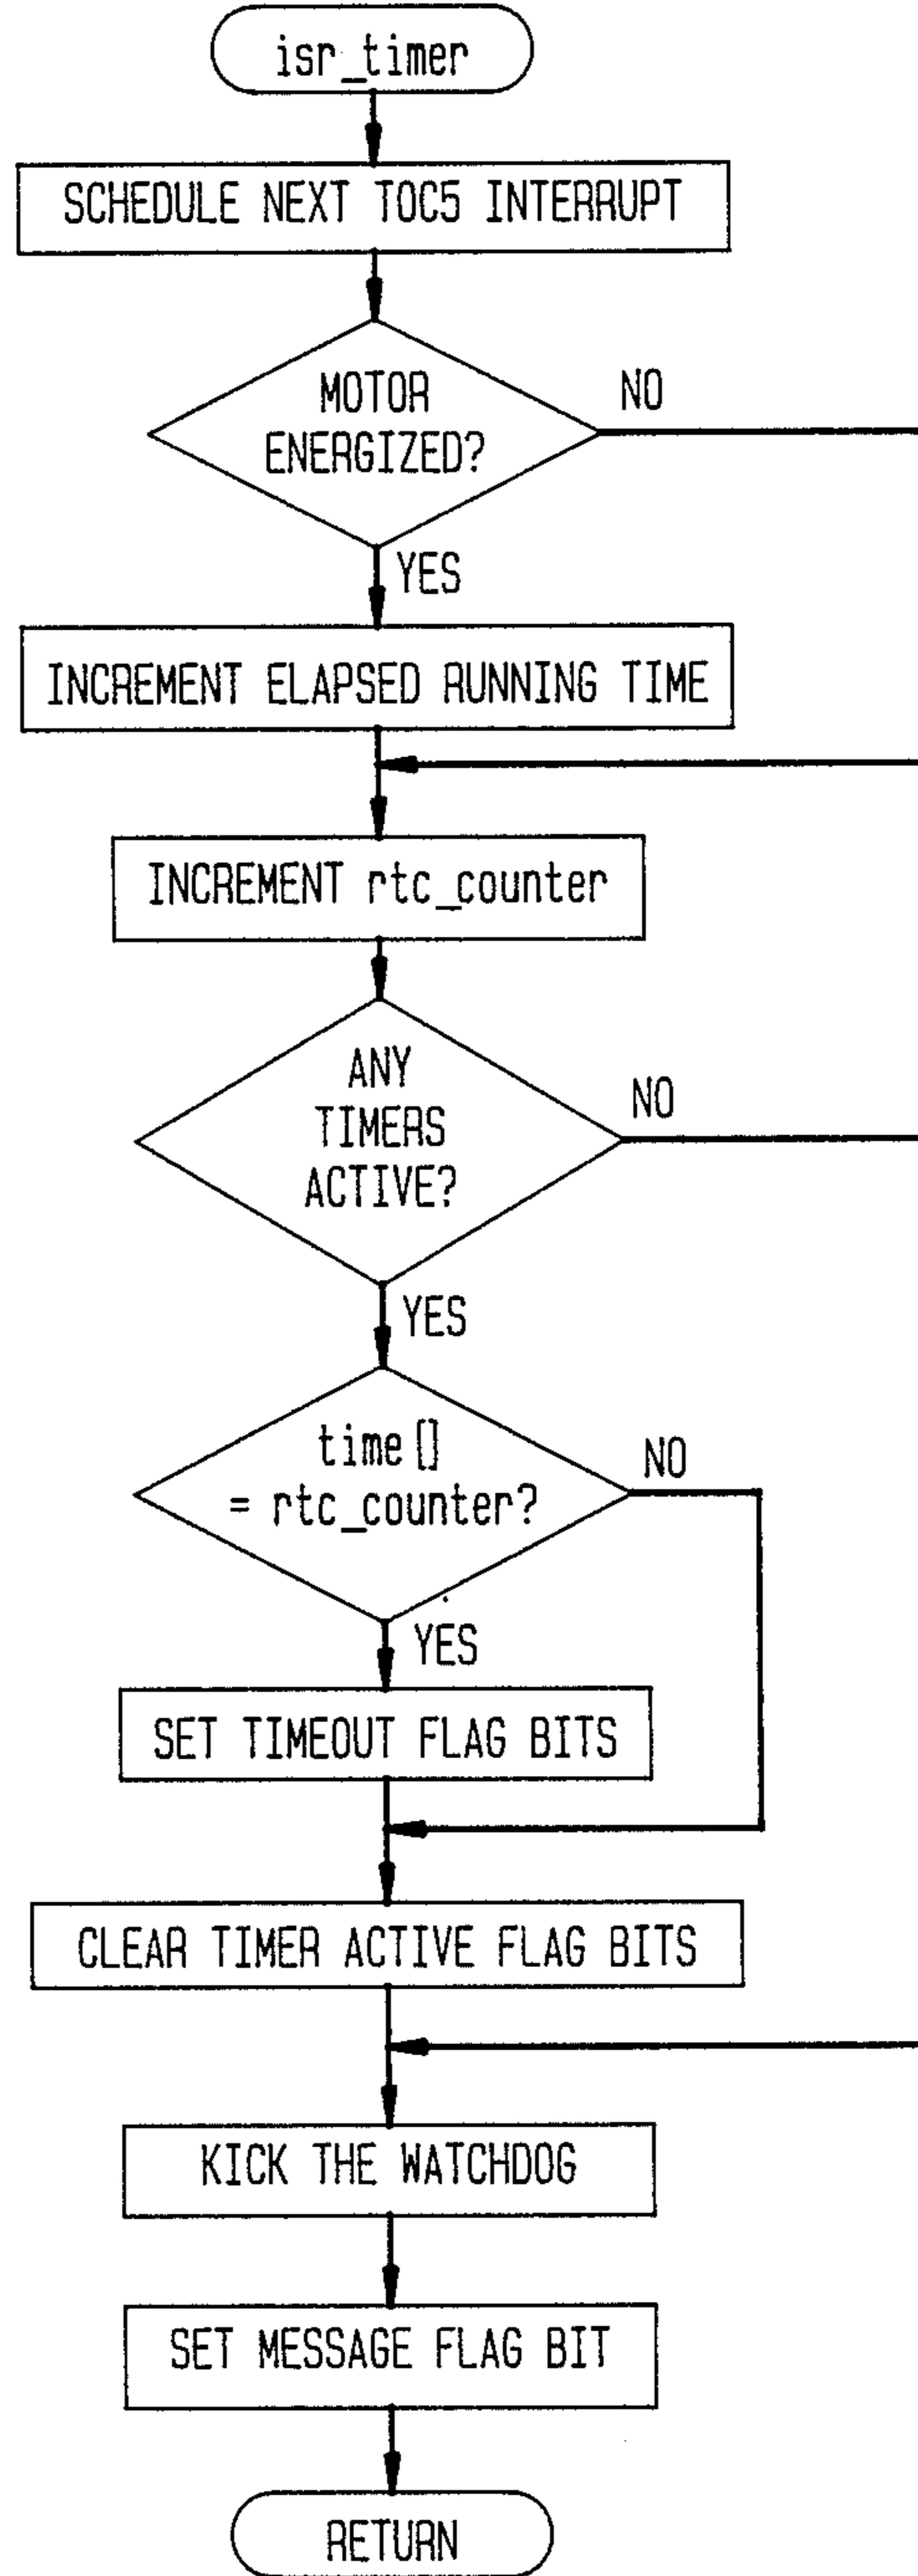 isr_timer
SCHEDULE NEXT TOC5 INTERRUPT
MOTOR
ENERGIZED?
NO
YES
INCREMENT ELAPSED RUNNING TIME
INCREMENT rtc_counter
ANY
TIMERS
ACTIVE?
NO
YES
time[]
= rtc_counter?
NO
YES
SET TIMEOUT FLAG BITS
CLEAR TIMER ACTIVE FLAG BITS
KICK THE WATCHDOG
SET MESSAGE FLAG BIT
RETURN